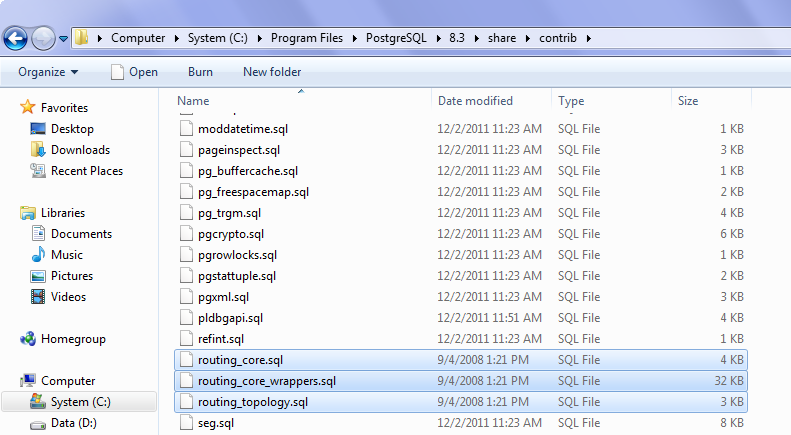 Computer System (C:) Program Files PostgreSQL 8.3 share contrib
Organize Open Burn New folder
Name Date modified Type Size
Favorites
Desktop
Downloads
Recent Places
Libraries
Documents
Music
Pictures
Videos
Homegroup
Computer
System (C:)
Data (D:)
moddatetime.sql 12/2/2011 11:23 AM SQL File 1 KB
pageinspect.sql 12/2/2011 11:23 AM SQL File 3 KB
pg_buffercache.sql 12/2/2011 11:23 AM SQL File 1 KB
pg_freespacemap.sql 12/2/2011 11:23 AM SQL File 2 KB
pg_trgm.sql 12/2/2011 11:23 AM SQL File 4 KB
pgcrypto.sql 12/2/2011 11:23 AM SQL File 6 KB
pgrowlocks.sql 12/2/2011 11:23 AM SQL File 1 KB
pgstattuple.sql 12/2/2011 11:23 AM SQL File 2 KB
pgxml.sql 12/2/2011 11:23 AM SQL File 3 KB
pldbgapi.sql 12/2/2011 11:51 AM SQL File 4 KB
refint.sql 12/2/2011 11:23 AM SQL File 1 KB
routing_core.sql 9/4/2008 1:21 PM SQL File 4 KB
routing_core_wrappers.sql 9/4/2008 1:21 PM SQL File 32 KB
routing_topology.sql 9/4/2008 1:21 PM SQL File 3 KB
seg.sql 12/2/2011 11:23 AM SQL File 8 KB